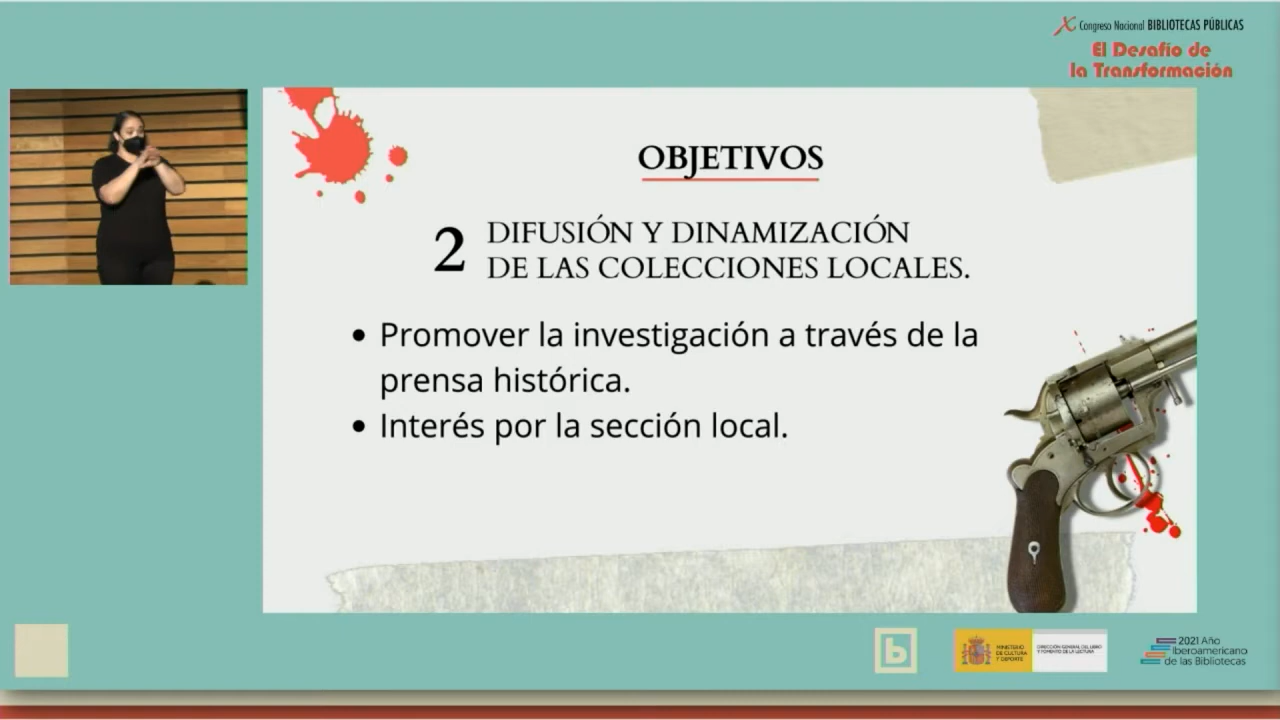 X Congreso Nacional BIBLIOTECAS PÚBLICAS
El Desafío de
la Transformación
OBJETIVOS
2 DIFUSIÓN Y DINAMIZACIÓN
DE LAS COLECCIONES LOCALES.
• Promover la investigación a través de la
prensa histórica.
• Interés por la sección local.
b
MINISTERIO
DE CULTURA
Y DEPORTE
DIRECCIÓN GENERAL DEL LIBRO
Y FOMENTO DE LA LECTURA
2021 Año
Iberoamericano
de las Bibliotecas